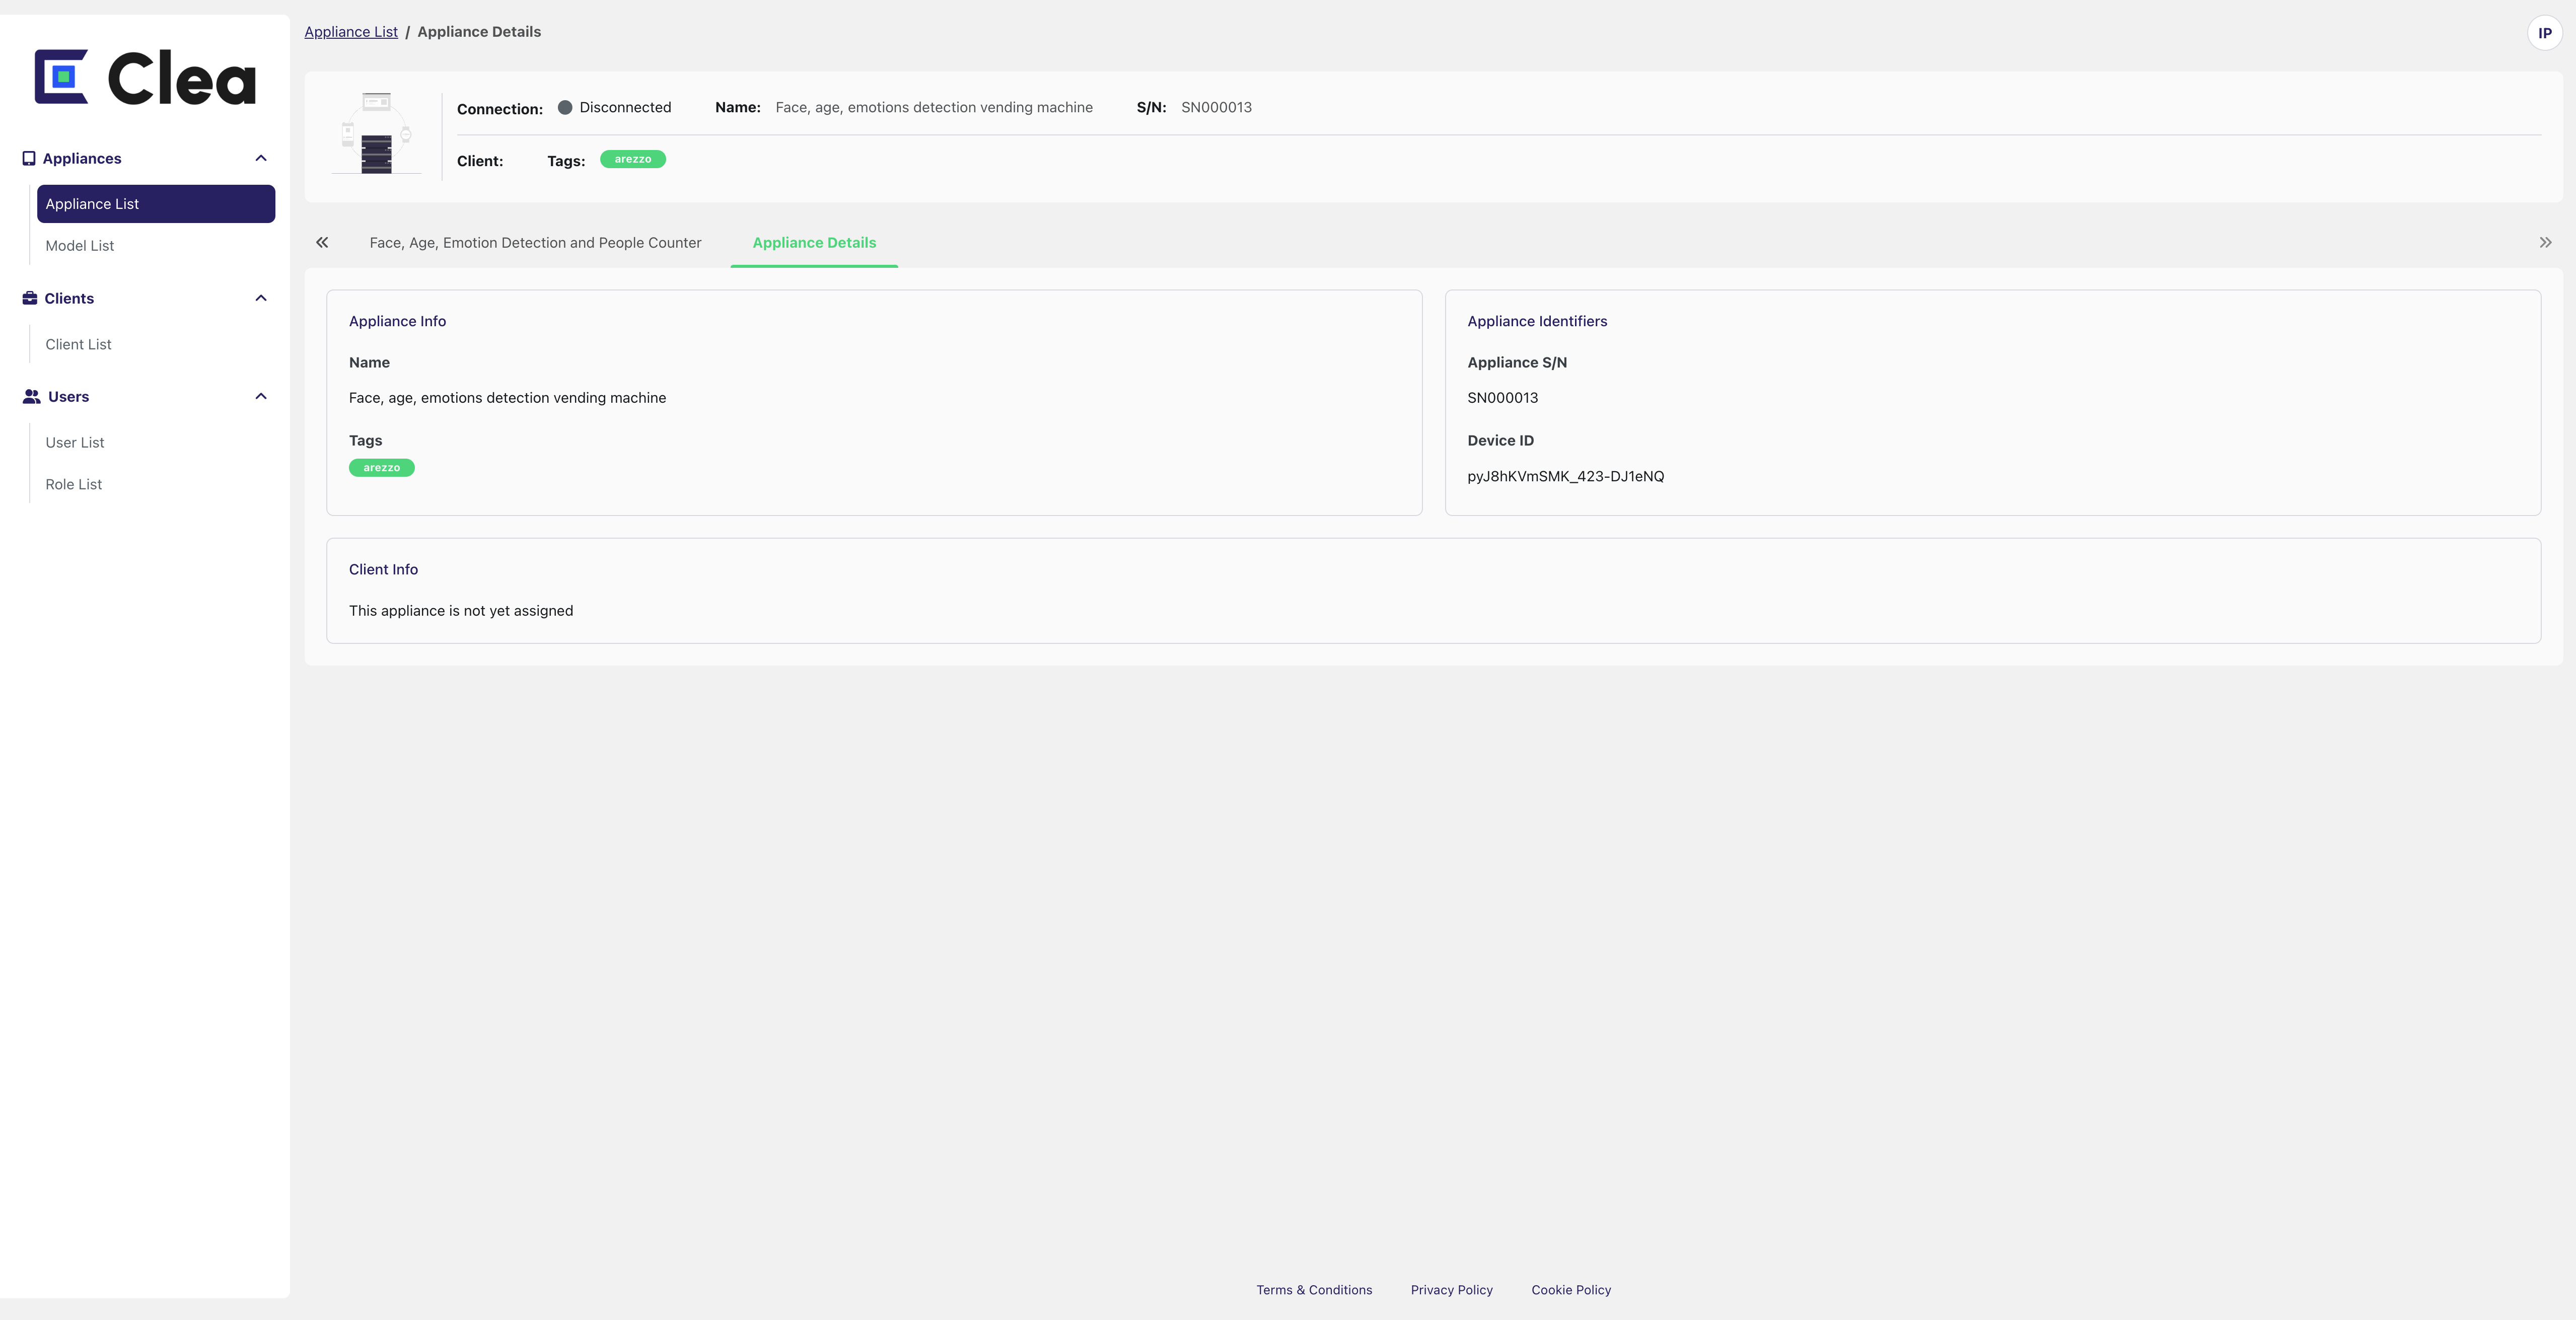 Clea
Appliances
Appliance List
Model List
Clients
Client List
Users
User List
Role List
Appliance List / Appliance Details
IP
Connection: Disconnected Name: Face, age, emotions detection vending machine S/N: SN000013
Client: Tags: arezzo
Face, Age, Emotion Detection and People Counter Appliance Details
Appliance Info
Name
Face, age, emotions detection vending machine
Tags
arezzo
Appliance Identifiers
Appliance S/N
SN000013
Device ID
pyJ8hKVmSMK_423-DJ1eNQ
Client Info
This appliance is not yet assigned
Terms & Conditions Privacy Policy Cookie Policy